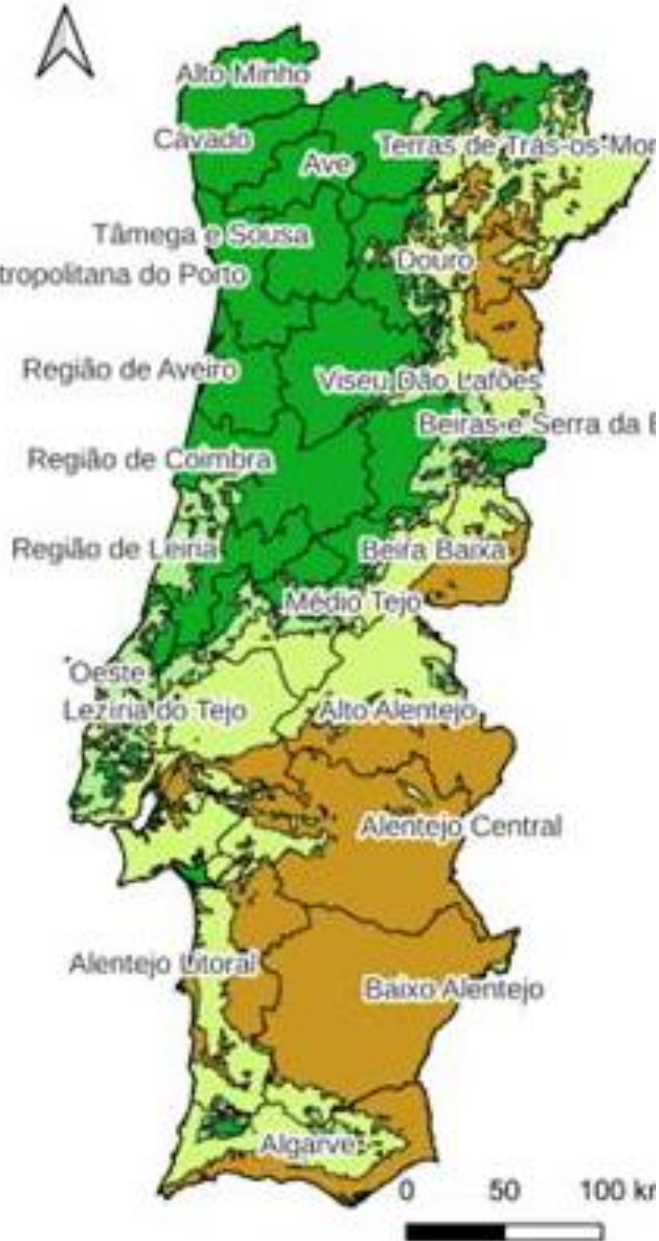 Alto Minho
Cávado
Ave
Terras de Trás-os-Mon
Tâmega e Sousa
Douro
tropolitana do Porto
Região de Aveiro
Viseu Dão Lafões
Beiras e Serra da E
Região de Coimbra
Região de Leiria
Beira Baixa
Médio Tejo
Oeste
Lezíria do Tejo
Alto Alentejo
Alentejo Central
Alentejo Litoral
Baixo Alentejo
Algarve
0 50 100 km